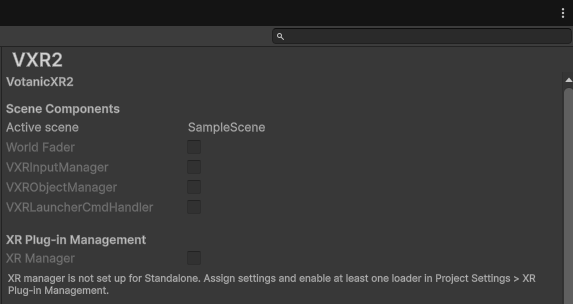 VXR2
VotanicXR2
Scene Components
Active scene SampleScene
World Fader
VXRInputManager
VXRObjectManager
VXRLauncherCmdHandler
XR Plug-in Management
XR Manager
XR manager is not set up for Standalone. Assign settings and enable at least one loader in Project Settings > XR
Plug-in Management.